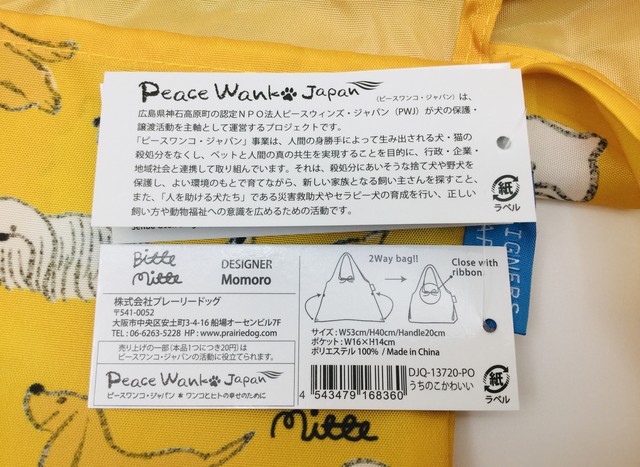 Peace Wanko Japan
(ピースワンコ・ジャパン)は、
広島県神石高原町の認定NPO法人ピースウィンズ・ジャパン(PWJ)が犬の保護・
譲渡活動を主軸として運営するプロジェクトです。
「ピースワンコ・ジャパン」事業は、人間の身勝手によって生み出される犬・猫の
殺処分をなくし、ペットと人間の真の共生を実現することを目的に、行政・企業・
地域社会と連携して取り組んでいます。それは、殺処分にあいそうな捨て犬や野犬を
保護し、よい環境のもとで育てながら、新しい家族となる飼い主さんを探すこと、
また、「人を助ける犬たち」である災害救助犬やセラピー犬の育成を行い、正しい
飼い方や動物福祉への意識を広めるための活動です。
紙
ラベル
Bitte
Mitte
DESIGNER
Momoro
株式会社プレーリードッグ
〒541-0052
大阪市中央区安土町3-4-16 船場オーセンビル7F
TEL : 06-6263-5228 HP : www.prairiedog.com
売り上げの一部(本品1つにつき20円)は
ピースワンコ・ジャパンの活動に役立てられます。
Peace Wanko Japan
ピースワンコ・ジャパン * ワンコとヒトの幸せのために
2Way bag!!
Close with
ribbon
サイズ:W53cm/H40cm/Handle20cm
ポケット:W16×H14cm
ポリエステル 100% / Made in China
4 543479 168360
DJQ-13720-PO
うちのこかわいい
紙
ラベル
Mitte